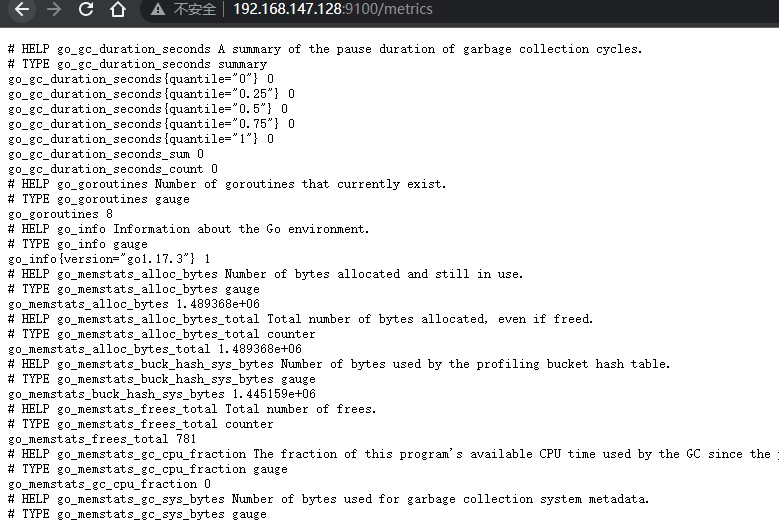 不安全 | 192.168.147.128:9100/metrics
# HELP go_gc_duration_seconds A summary of the pause duration of garbage collection cycles.
# TYPE go_gc_duration_seconds summary
go_gc_duration_seconds{quantile="0"} 0
go_gc_duration_seconds{quantile="0.25"} 0
go_gc_duration_seconds{quantile="0.5"} 0
go_gc_duration_seconds{quantile="0.75"} 0
go_gc_duration_seconds{quantile="1"} 0
go_gc_duration_seconds_sum 0
go_gc_duration_seconds_count 0
# HELP go_goroutines Number of goroutines that currently exist.
# TYPE go_goroutines gauge
go_goroutines 8
# HELP go_info Information about the Go environment.
# TYPE go_info gauge
go_info{version="go1.17.3"} 1
# HELP go_memstats_alloc_bytes Number of bytes allocated and still in use.
# TYPE go_memstats_alloc_bytes gauge
go_memstats_alloc_bytes 1.489368e+06
# HELP go_memstats_alloc_bytes_total Total number of bytes allocated, even if freed.
# TYPE go_memstats_alloc_bytes_total counter
go_memstats_alloc_bytes_total 1.489368e+06
# HELP go_memstats_buck_hash_sys_bytes Number of bytes used by the profiling bucket hash table.
# TYPE go_memstats_buck_hash_sys_bytes gauge
go_memstats_buck_hash_sys_bytes 1.445159e+06
# HELP go_memstats_frees_total Total number of frees.
# TYPE go_memstats_frees_total counter
go_memstats_frees_total 781
# HELP go_memstats_gc_cpu_fraction The fraction of this program's available CPU time used by the GC since the
# TYPE go_memstats_gc_cpu_fraction gauge
go_memstats_gc_cpu_fraction 0
# HELP go_memstats_gc_sys_bytes Number of bytes used for garbage collection system metadata.
# TYPE go_memstats_gc_sys_bytes gauge